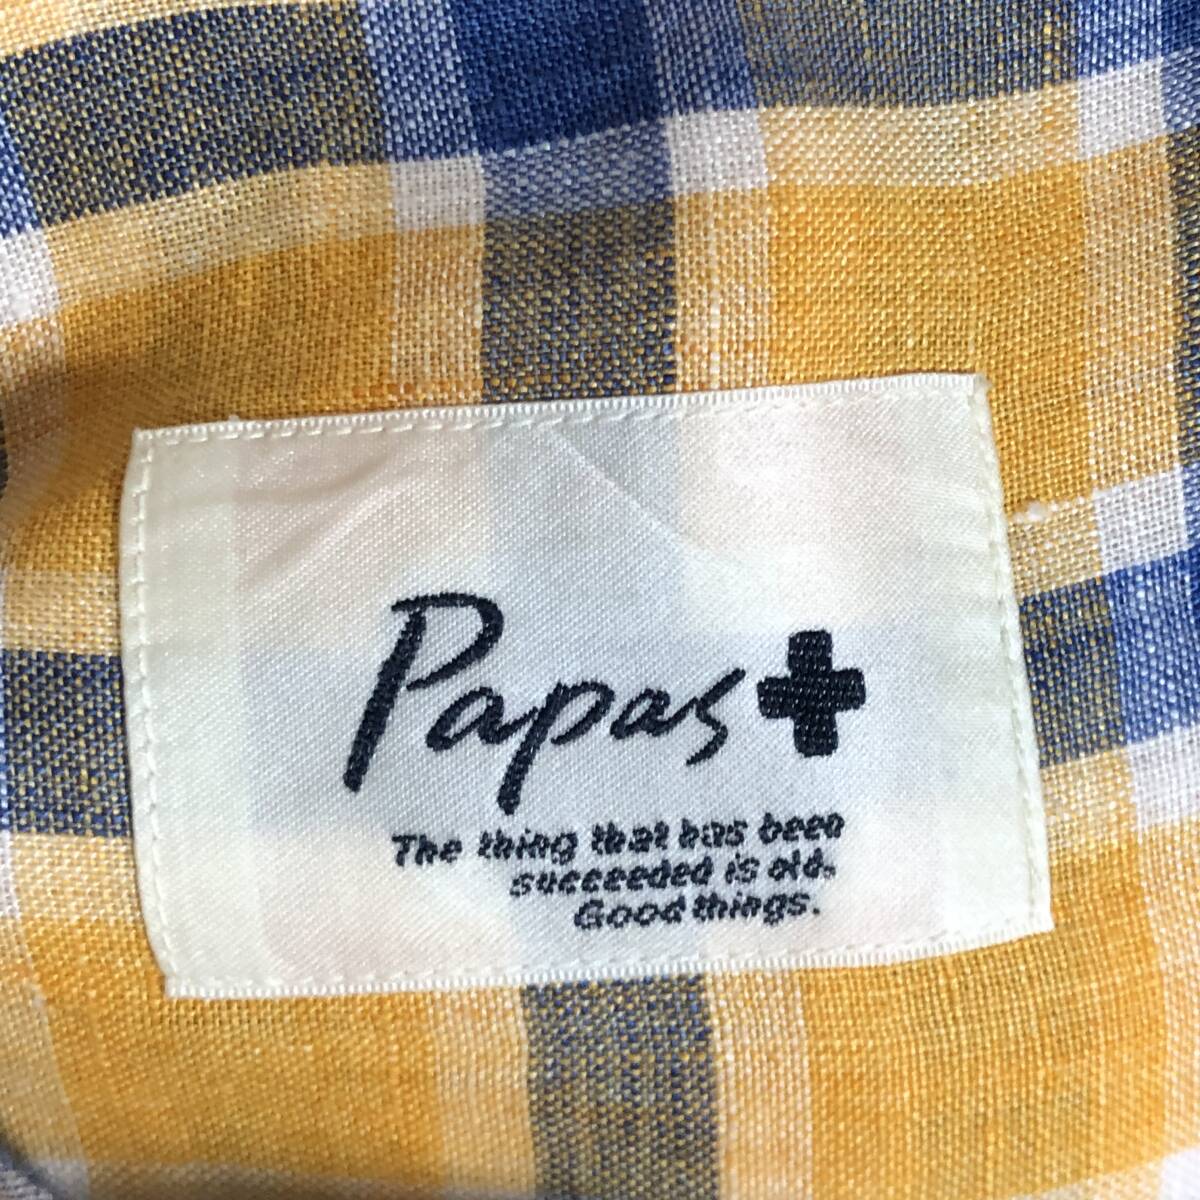 Papas+
The thing that has been
succeeded is old.
Good things.